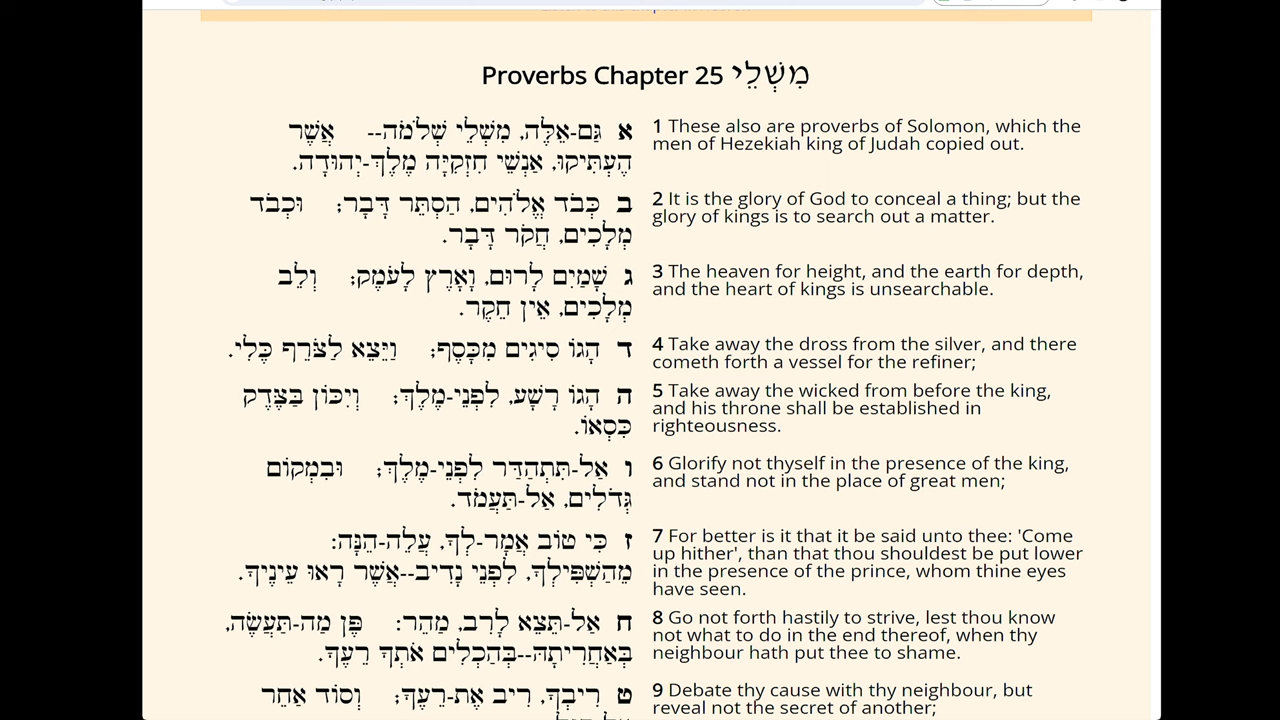 Proverbs Chapter 25 מִשְׁלֵי
א גַּם-אֵלֶּה, מִשְׁלֵי שְׁלֹמֹה-- אֲשֶׁר
הֶעְתִּיקוּ, אַנְשֵׁי חִזְקִיָּה מֶלֶךְ-יְהוּדָה.
1 These also are proverbs of Solomon, which the
men of Hezekiah king of Judah copied out.
ב כְּבֹד אֱלֹהִים, הַסְתֵּר דָּבָר; וּכְבֹד
מְלָכִים, חֲקֹר דָּבָר.
2 It is the glory of God to conceal a thing; but the
glory of kings is to search out a matter.
ג שָׁמַיִם לָרוּם, וָאָרֶץ לָעֹמֶק; וְלֵב
מְלָכִים, אֵין חֵקֶר.
3 The heaven for height, and the earth for depth,
and the heart of kings is unsearchable.
ד הָגוֹ סִיגִים מִכָּסֶף; וַיֵּצֵא לַצֹּרֵף כֶּלִי.
4 Take away the dross from the silver, and there
cometh forth a vessel for the refiner;
ה הָגוֹ רָשָׁע, לִפְנֵי-מֶלֶךְ; וְיִכּוֹן בַּצֶּדֶק
כִּסְאוֹ.
5 Take away the wicked from before the king,
and his throne shall be established in
righteousness.
ו אַל-תִּתְהַדַּר לִפְנֵי-מֶלֶךְ; וּבִמְקוֹם
גְּדֹלִים, אַל-תַּעֲמֹד.
6 Glorify not thyself in the presence of the king,
and stand not in the place of great men;
ז כִּי טוֹב אֲמָר-לְךָ, עֲלֵה-הֵנָּה:
מֵהַשְׁפִּילְךָ, לִפְנֵי נָדִיב--אֲשֶׁר רָאוּ עֵינֶיךָ.
7 For better is it that it be said unto thee: 'Come
up hither', than that thou shouldest be put lower
in the presence of the prince, whom thine eyes
have seen.
ח אַל-תֵּצֵא לָרִב, מַהֵר: פֶּן מַה-תַּעֲשֶׂה,
בְּאַחֲרִיתָהּ--בְּהַכְלִים אֹתְךָ רֵעֶךָ.
8 Go not forth hastily to strive, lest thou know
not what to do in the end thereof, when thy
neighbour hath put thee to shame.
ט רִיבְךָ, רִיב אֶת-רֵעֶךָ; וְסוֹד אַחֵר
9 Debate thy cause with thy neighbour, but
reveal not the secret of another;